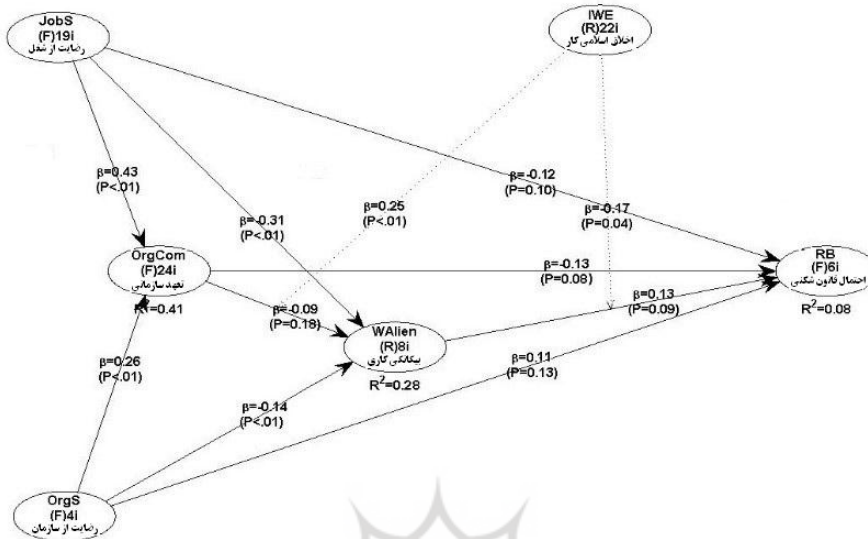 JobS
(F)19i
رضایت از شغل
IWE
(R)22i
اخلاق اسلامی کار
β=0.43
(P<.01)
β=-0.31
(P<.01)
β=0.25
(P<.01)
β=-0.12
(P=0.10)
β=-0.17
(P=0.04)
OrgCom
(F)24i
تعهد سازمانی
R²=0.41
β=-0.13
(P=0.08)
RB
(F)6i
احتمال قانون شکنی
R²=0.08
β=-0.09
(P=0.18)
β=0.13
(P=0.09)
WAlien
(R)8i
بیگانگی کاری
R²=0.28
β=0.26
(P<.01)
β=0.11
(P=0.13)
β=-0.14
(P<.01)
OrgS
(F)4i
رضایت از سازمان